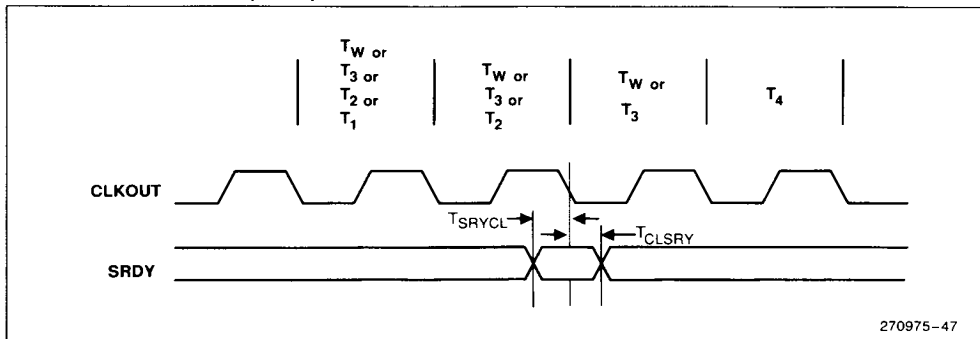 TW or
T3 or
T2 or
T1
TW or
T3 or
T2
TW or
T3
T4
CLKOUT
TSRYCL
TCLSRY
SRDY
270975–47